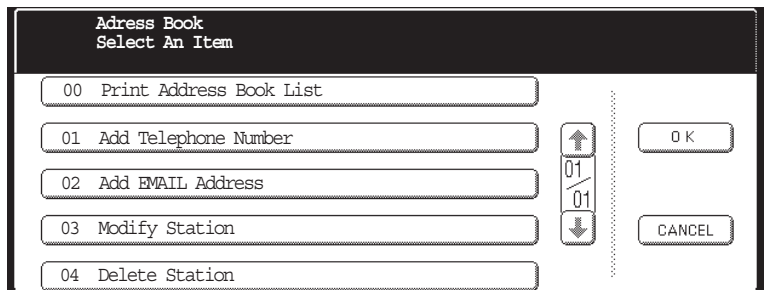 Adress Book
Select An Item
00 Print Address Book List
01 Add Telephone Number
02 Add EMAIL Address
03 Modify Station
04 Delete Station
01
01
OK
CANCEL